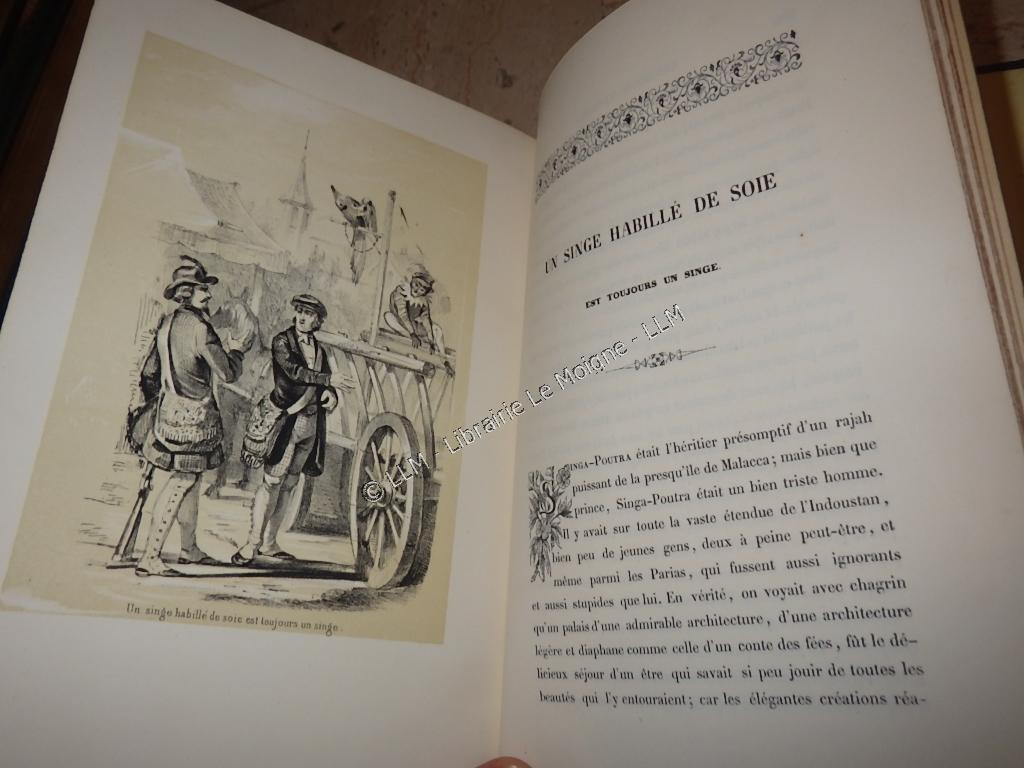 Un singe habillé de soie est toujours un singe.
UN SINGE HABILLÉ DE SOIE
EST TOUJOURS UN SINGE.
SINGA-POUTRA était l'héritier présomptif d'un rajah
puissant de la presqu'île de Malacca; mais bien que
prince, Singa-Poutra était un bien triste homme.
Il y avait sur toute la vaste étendue de l'Indoustan,
bien peu de jeunes gens, deux à peine peut-être, et
même parmi les Parias, qui fussent aussi ignorants
et aussi stupides que lui. En vérité, on voyait avec chagrin
qu'un palais d'une admirable architecture, d'une architecture
légère et diaphane comme celle d'un conte des fées, fût le dé-
licieux séjour d'un être qui savait si peu jouir de toutes les
beautés qui l'y entouraient; car les élégantes créations réa-
© LLM - Librairie Le Moigne - LLM